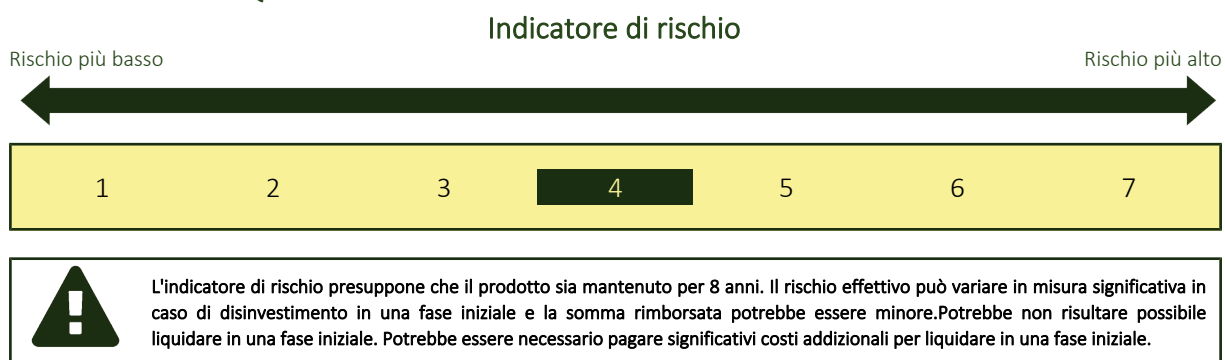 Indicatore di rischio
Rischio più basso
Rischio più alto
1 2 3 4 5 6 7
L'indicatore di rischio presuppone che il prodotto sia mantenuto per 8 anni. Il rischio effettivo può variare in misura significativa in
caso di disinvestimento in una fase iniziale e la somma rimborsata potrebbe essere minore.Potrebbe non risultare possibile
liquidare in una fase iniziale. Potrebbe essere necessario pagare significativi costi addizionali per liquidare in una fase iniziale.